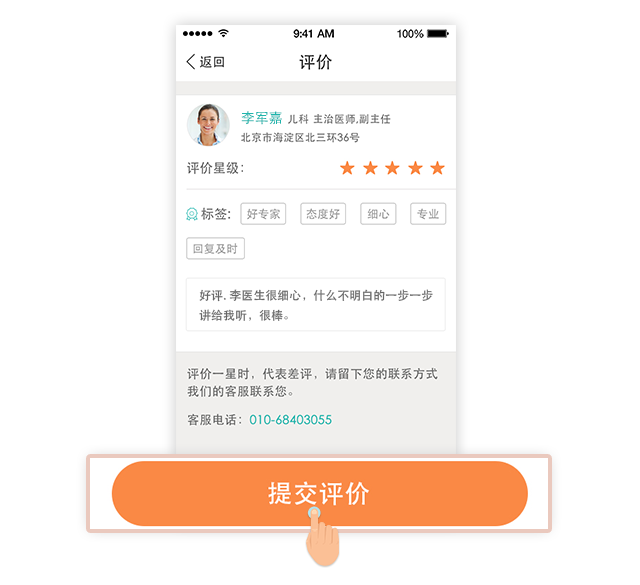 9:41 AM 100%
返回 评价
李军嘉 儿科 主治医师,副主任
北京市海淀区北三环36号
评价星级：
标签: 好专家 态度好 细心 专业
回复及时
好评. 李医生很细心，什么不明白的一步一步
讲给我听，很棒。
评价一星时，代表差评，请留下您的联系方式
我们的客服联系您。
客服电话：010-68403055
提交评价